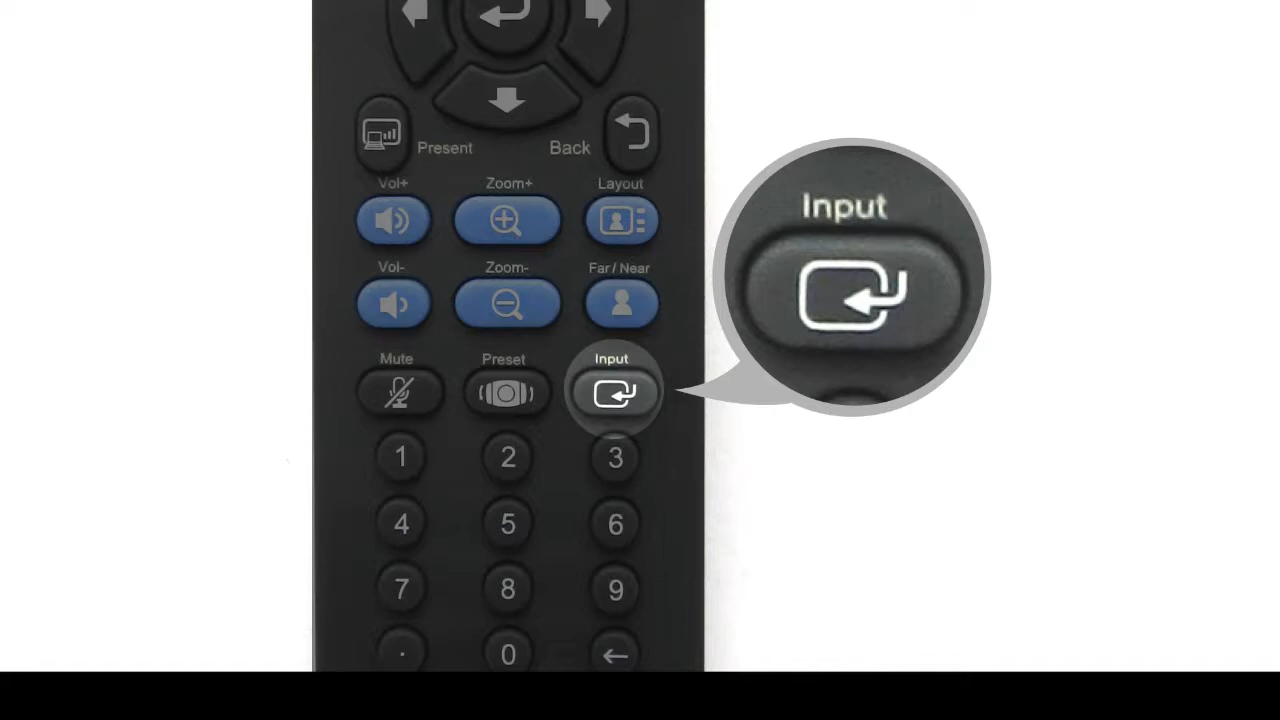 Present Back
Vol+ Zoom+ Layout
Vol- Zoom- Far / Near
Mute Preset Input
1 2 3
4 5 6
7 8 9
. 0 ←
Input